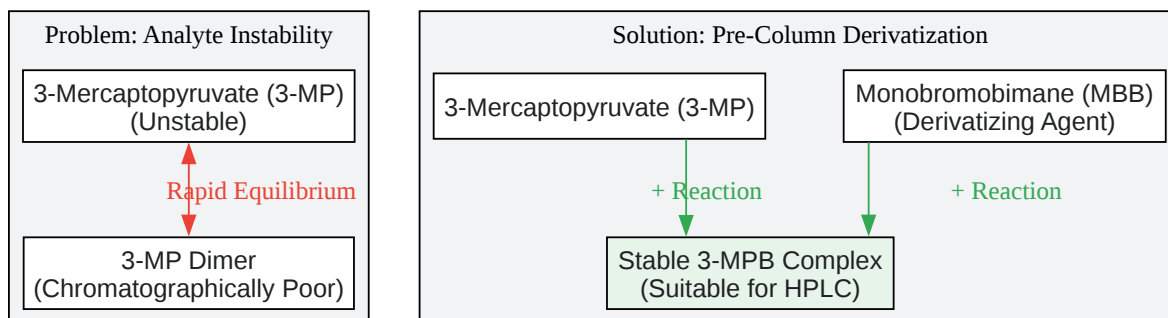 Problem: Analyte Instability
3-Mercaptopyruvate (3-MP)
(Unstable)
Rapid Equilibrium
3-MP Dimer
(Chromatographically Poor)
Solution: Pre-Column Derivatization
3-Mercaptopyruvate (3-MP)
Monobromobimane (MBB)
(Derivatizing Agent)
+ Reaction
+ Reaction
Stable 3-MPB Complex
(Suitable for HPLC)